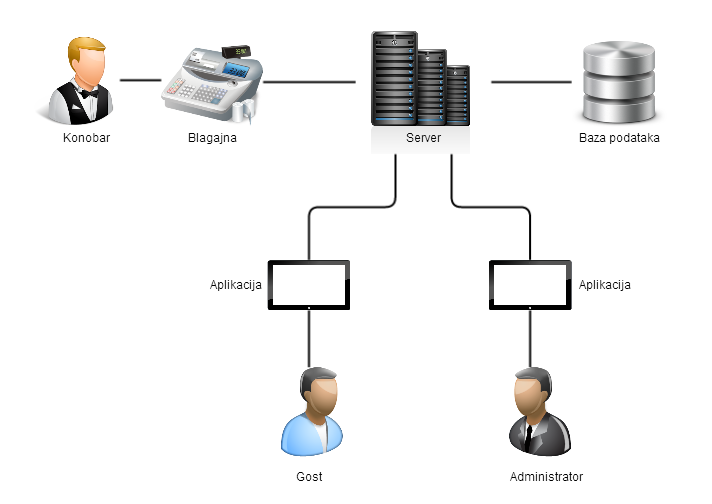 Konobar
Blagajna
Server
Baza podataka
Aplikacija
Aplikacija
Gost
Administrator